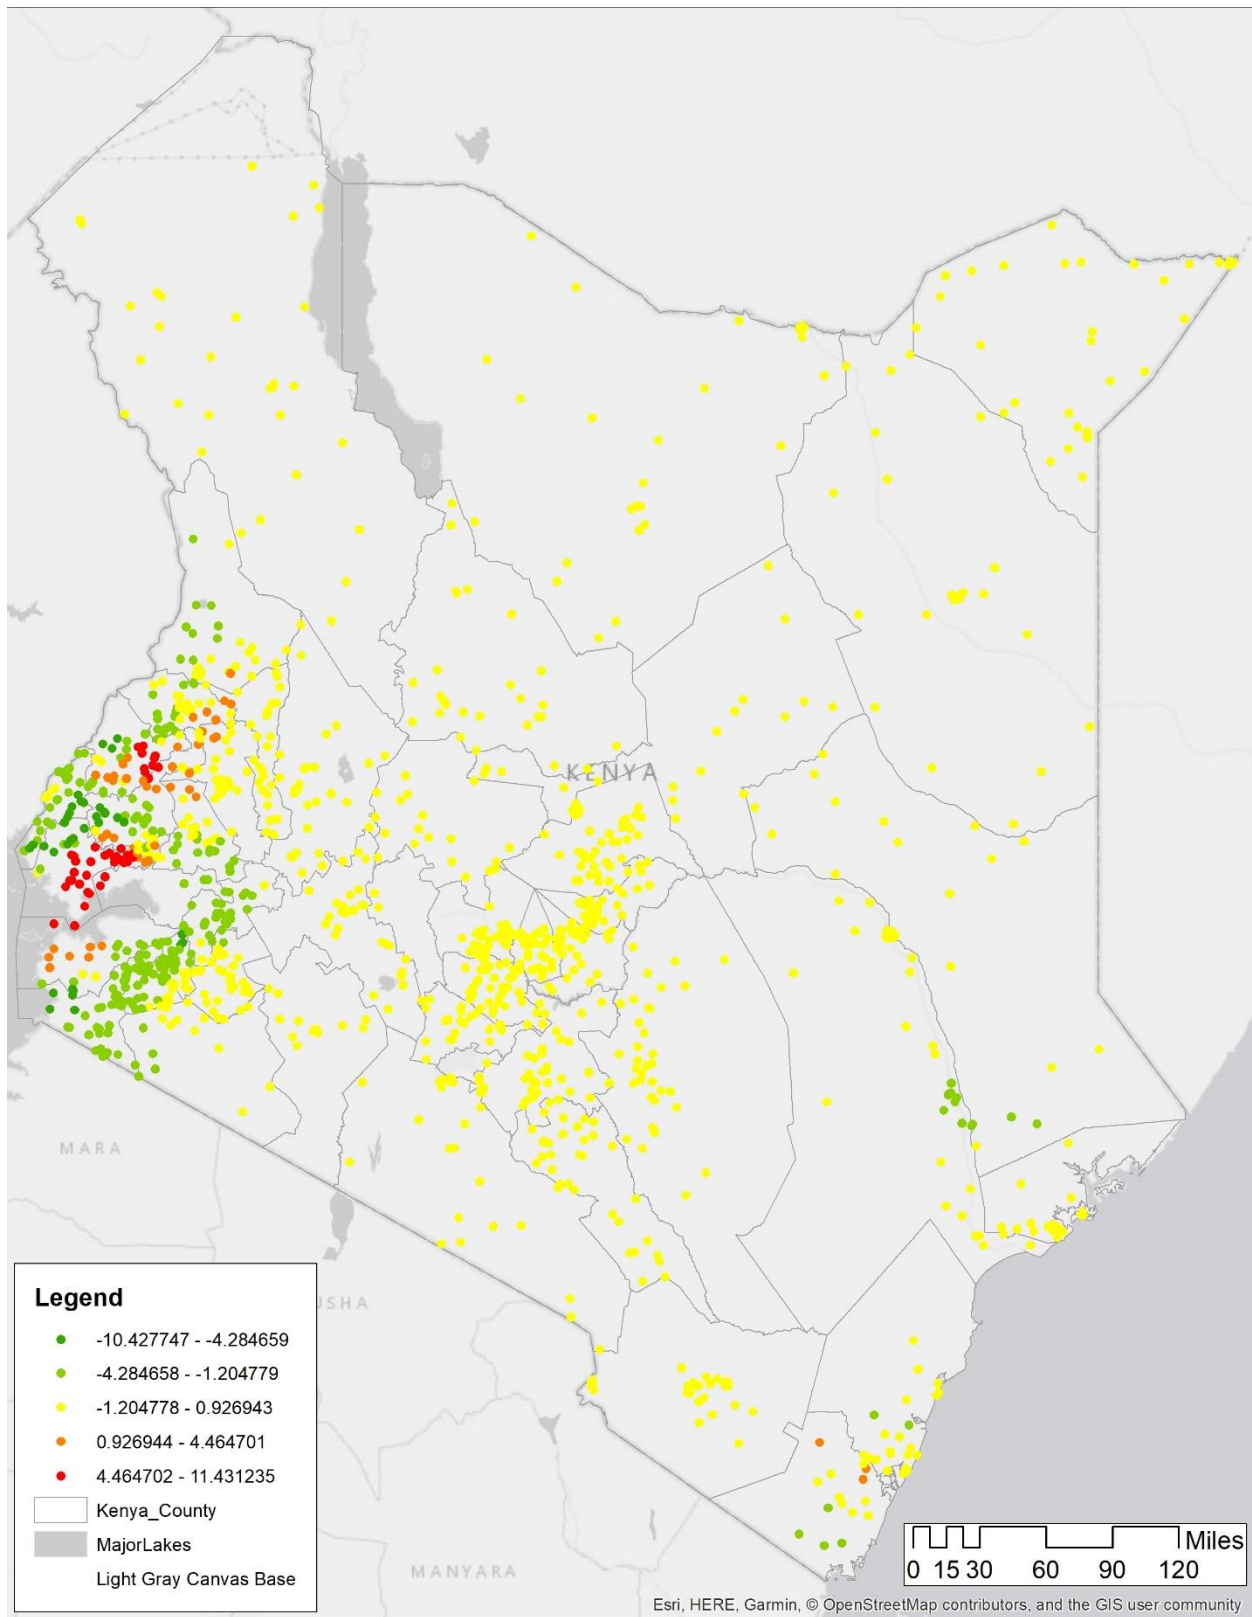 KENYA
MARA
USHA
MANYARA
Legend
-10.427747 - -4.284659
-4.284658 - -1.204779
-1.204778 - 0.926943
0.926944 - 4.464701
4.464702 - 11.431235
Kenya_County
MajorLakes
Light Gray Canvas Base
Miles
0 15 30 60 90 120
Esri, HERE, Garmin, © OpenStreetMap contributors, and the GIS user community